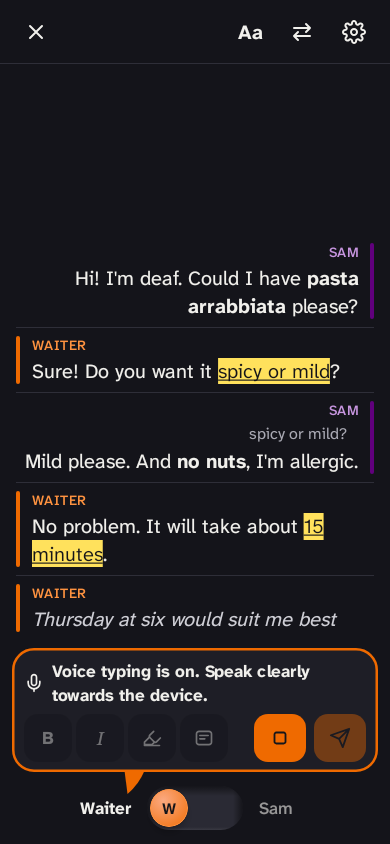 Aa
SAM
Hi! I'm deaf. Could I have pasta
arrabbiata please?
WAITER
Sure! Do you want it spicy or mild?
SAM
spicy or mild?
Mild please. And no nuts, I'm allergic.
WAITER
No problem. It will take about 15
minutes.
WAITER
Thursday at six would suit me best
Voice typing is on. Speak clearly
towards the device.
B I
Waiter W Sam